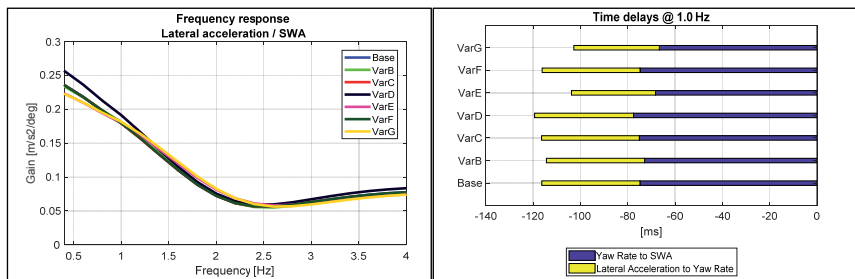 Frequency response
Lateral acceleration / SWA
0.3
0.25
0.2
0.15
0.1
0.05
0
Gain [m/s2/deg]
0.5 1 1.5 2 2.5 3 3.5 4
Frequency [Hz]
Base
VarB
VarC
VarD
VarE
VarF
VarG
Time delays @ 1.0 Hz
VarG
VarF
VarE
VarD
VarC
VarB
Base
-140 -120 -100 -80 -60 -40 -20 0
[ms]
Yaw Rate to SWA
Lateral Acceleration to Yaw Rate